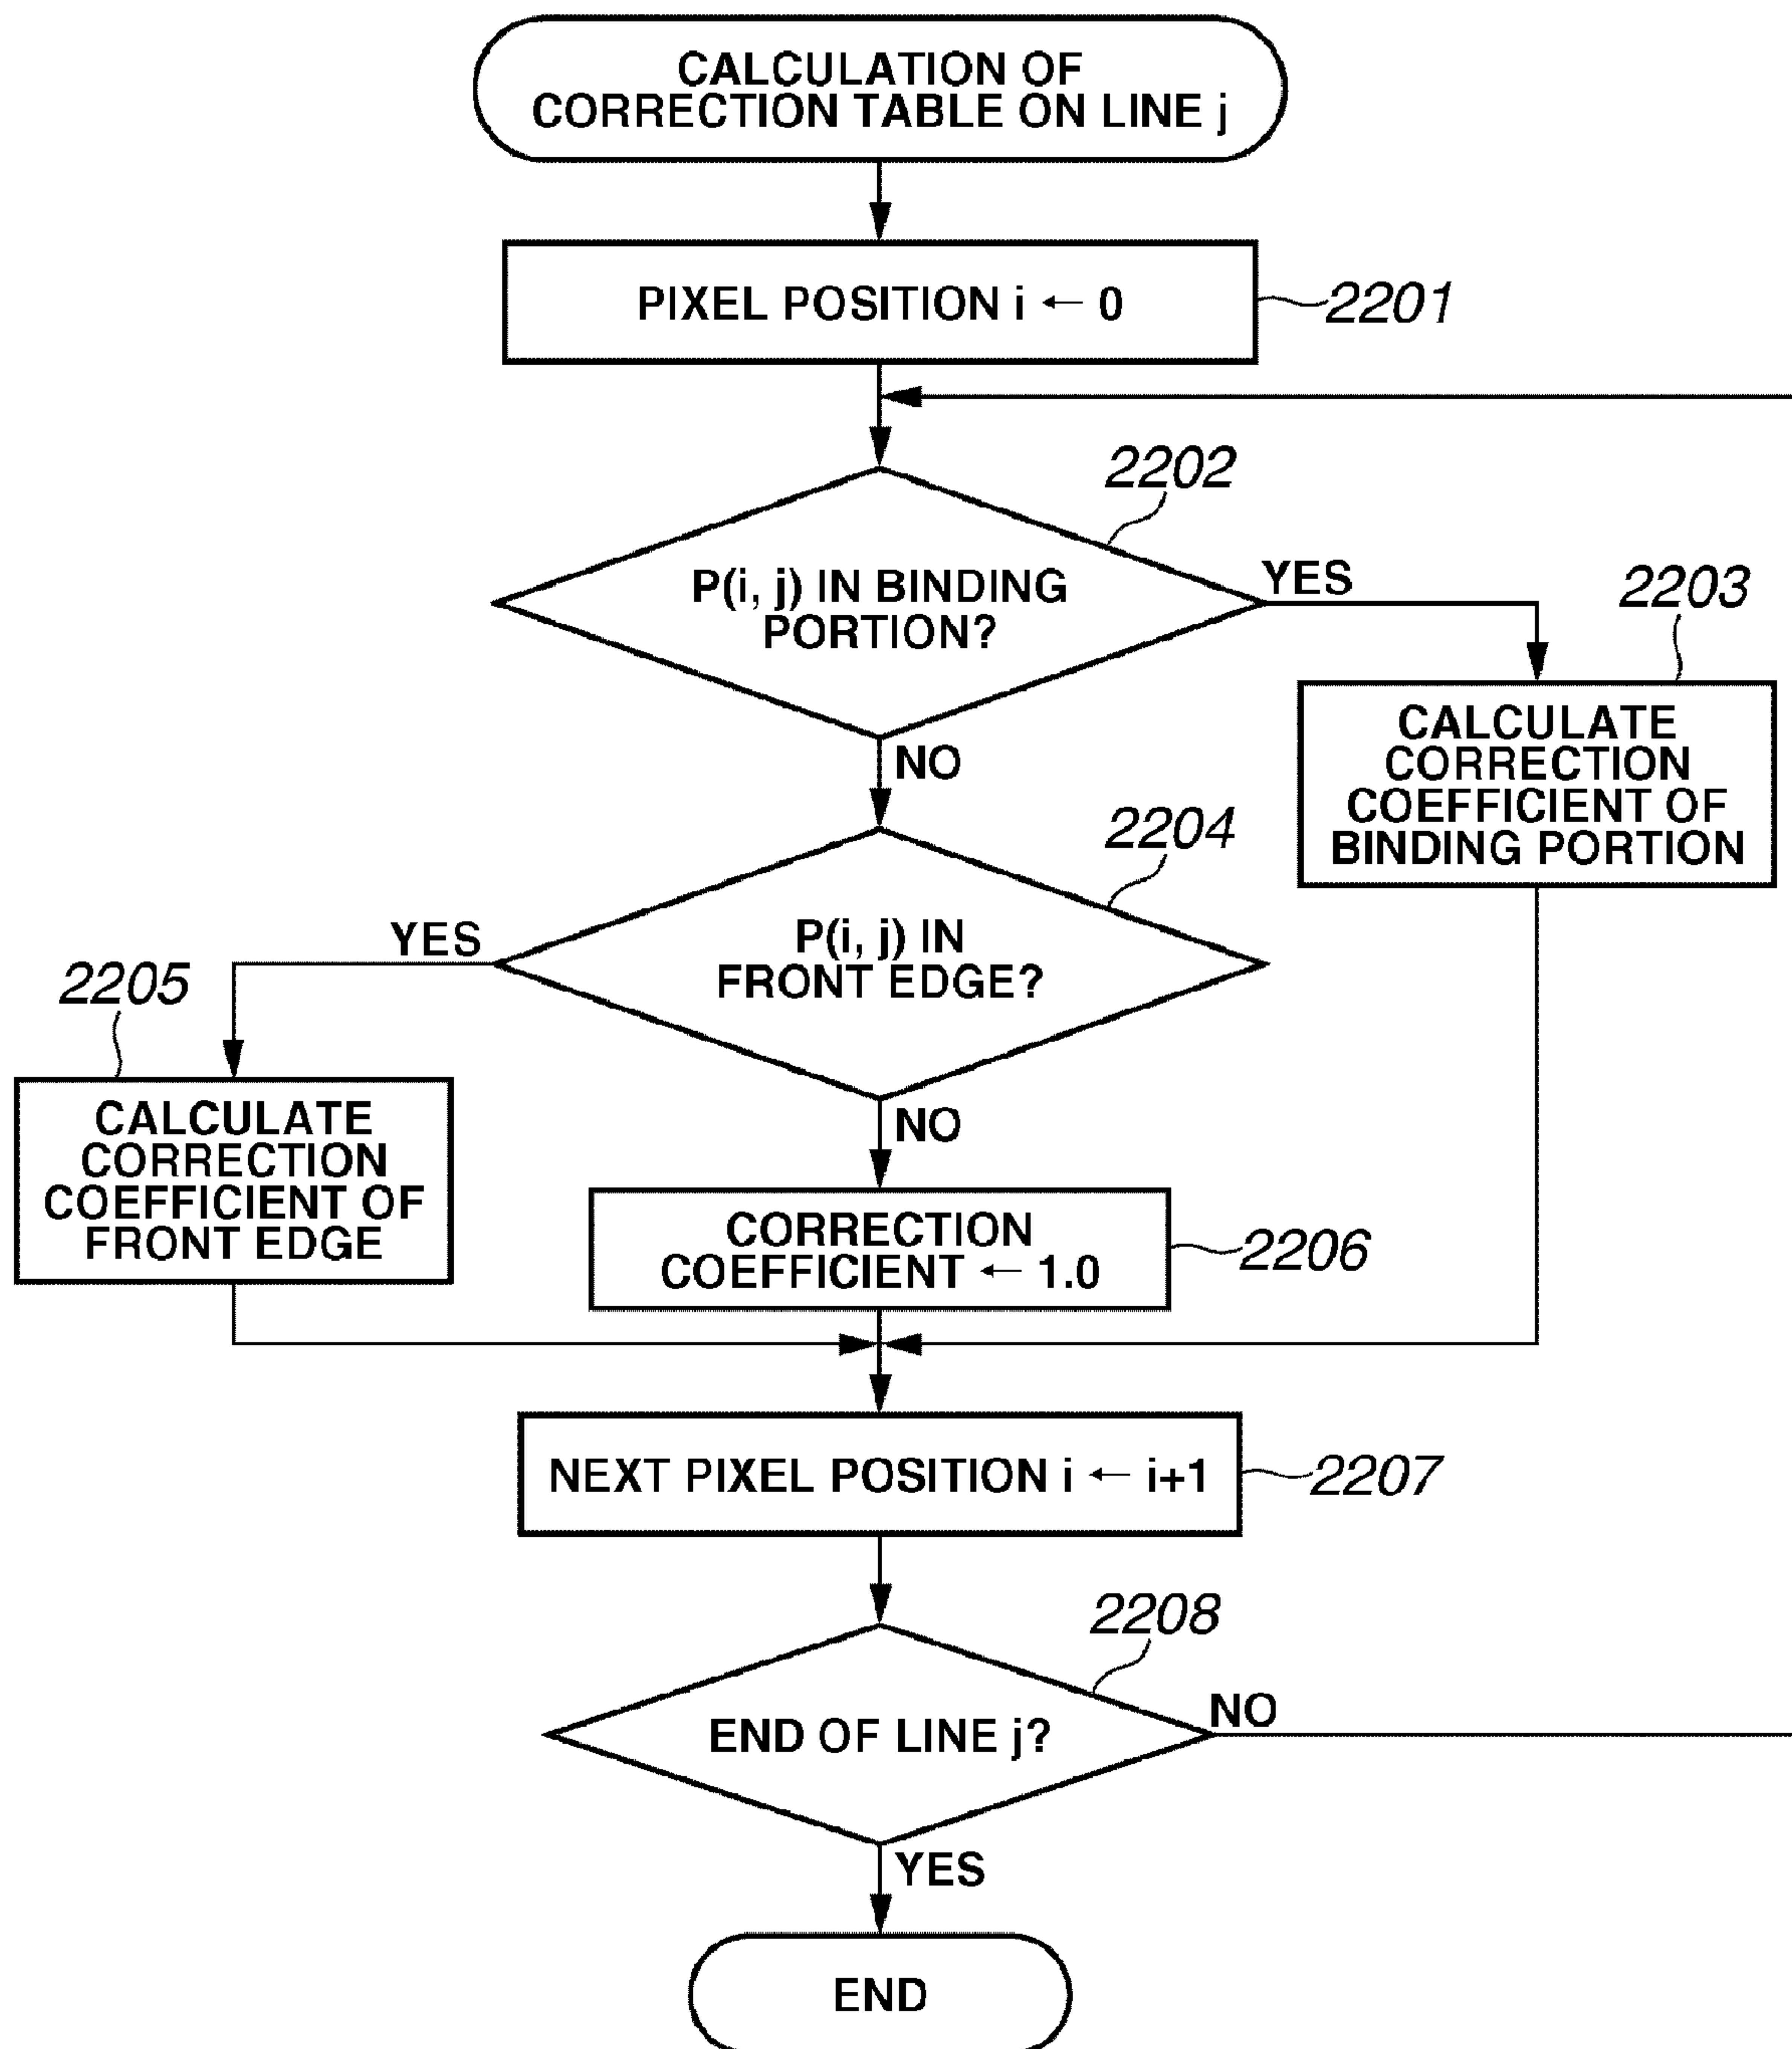 CALCULATION OF
CORRECTION TABLE ON LINE j
PIXEL POSITION i ← 0
2201
2202
P(i, j) IN BINDING
PORTION?
YES
2203
CALCULATE
CORRECTION
COEFFICIENT OF
BINDING PORTION
NO
2204
P(i, j) IN
FRONT EDGE?
YES
2205
CALCULATE
CORRECTION
COEFFICIENT OF
FRONT EDGE
NO
CORRECTION
COEFFICIENT ← 1.0
2206
NEXT PIXEL POSITION i ← i+1
2207
2208
END OF LINE j?
NO
YES
END